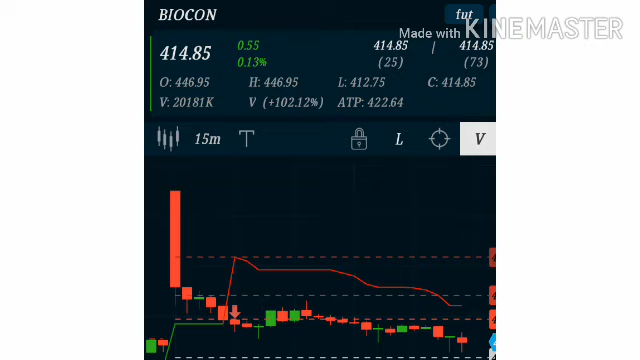 BIOCON
fut
Made with KINEMASTER
414.85
0.55
0.13%
414.85 / 414.85
(25) (73)
O: 446.95 H: 446.95 L: 412.75 C: 414.85
V: 20181K V (+102.12%) ATP: 422.64
15m T L V